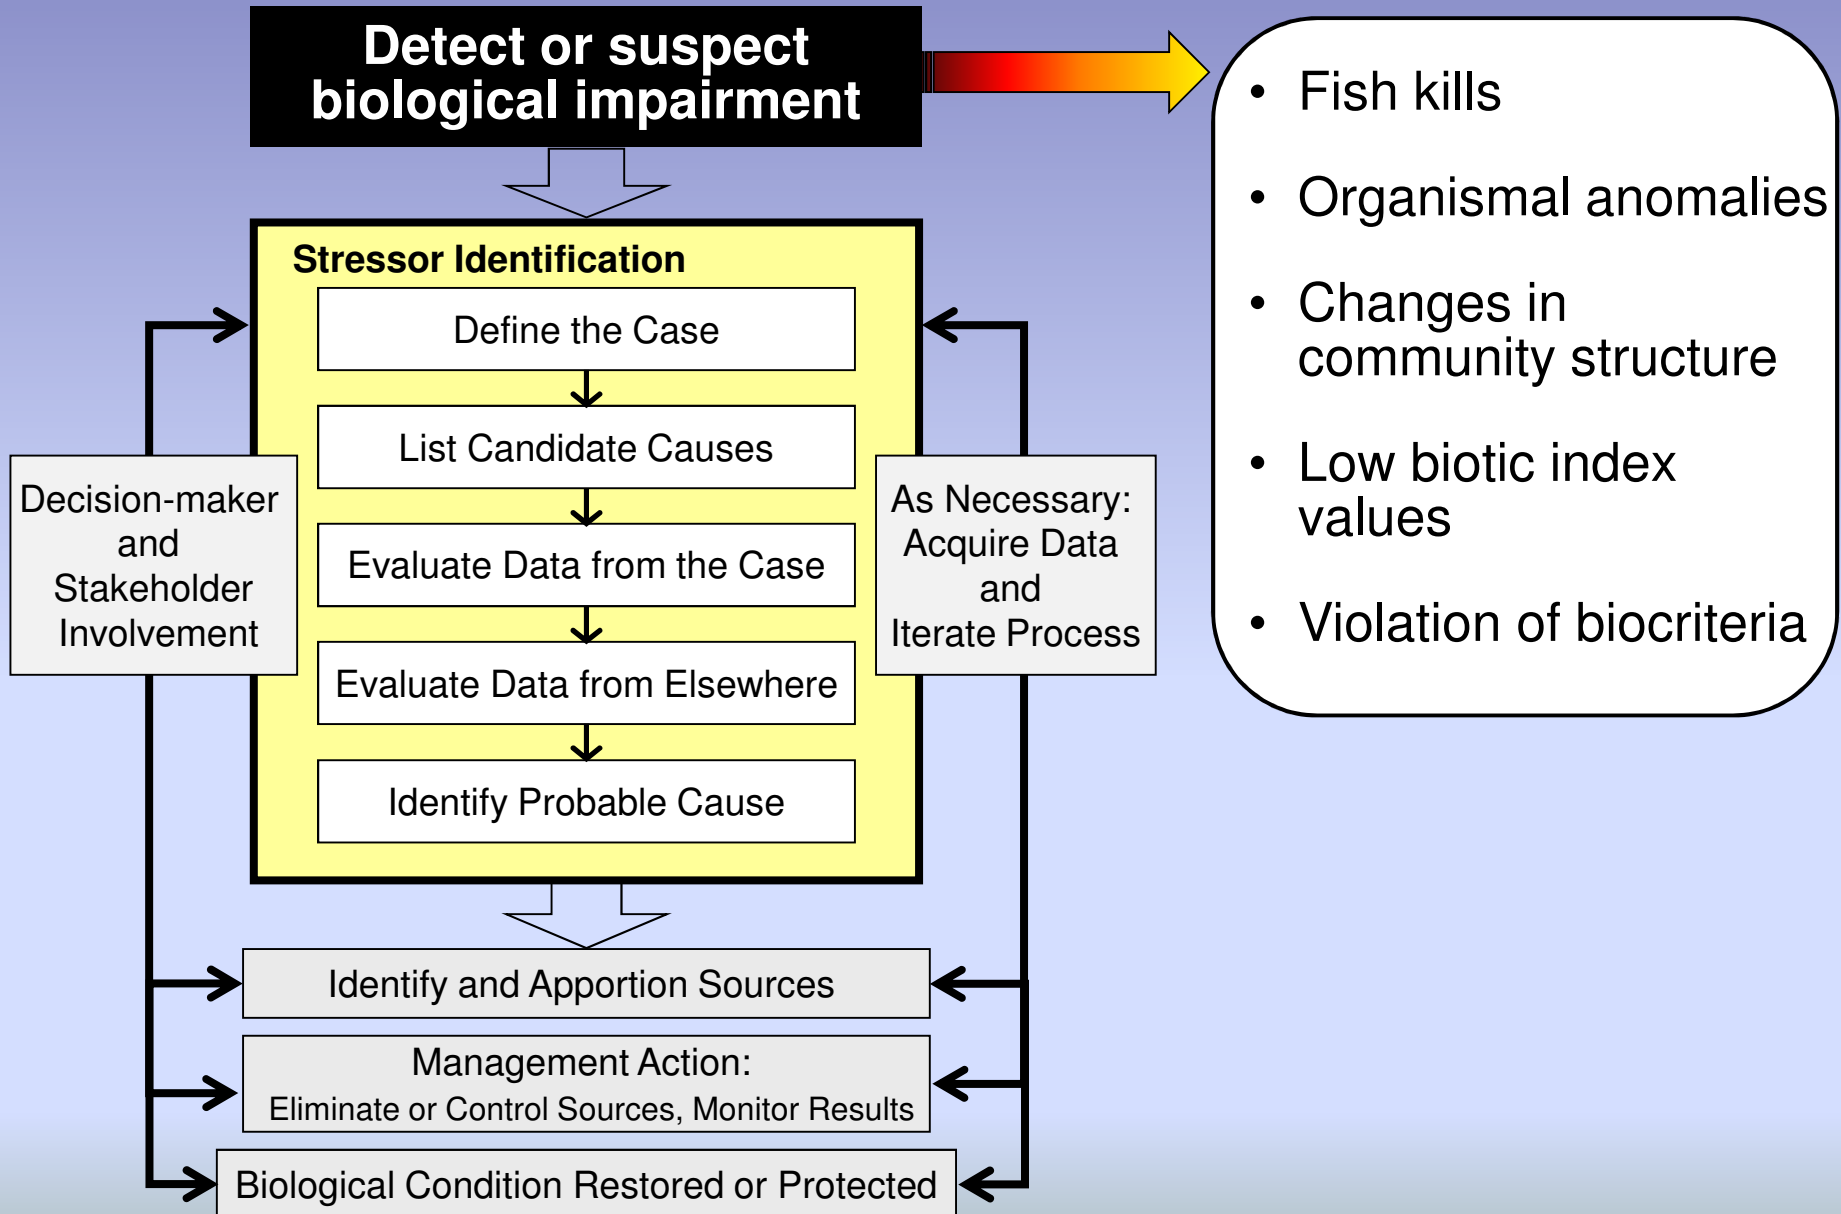 Detect or suspect
biological impairment
• Fish kills
• Organismal anomalies
• Changes in
community structure
• Low biotic index
values
• Violation of biocriteria
Stressor Identification
Define the Case
List Candidate Causes
Evaluate Data from the Case
Evaluate Data from Elsewhere
Identify Probable Cause
Decision-maker
and
Stakeholder
Involvement
As Necessary:
Acquire Data
and
Iterate Process
Identify and Apportion Sources
Management Action:
Eliminate or Control Sources, Monitor Results
Biological Condition Restored or Protected